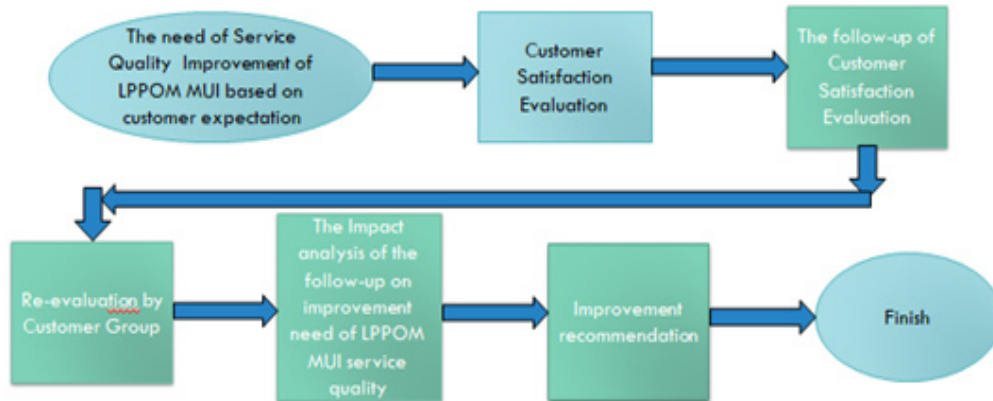 The need of Service
Quality Improvement of
LPPOM MUI based on
customer expectation
Customer
Satisfaction
Evaluation
The follow-up of
Customer
Satisfaction
Evaluation
Re-evaluation by
Customer Group
The Impact
analysis of the
follow-up on
improvement
need of LPPOM
MUI service
quality
Improvement
recommendation
Finish